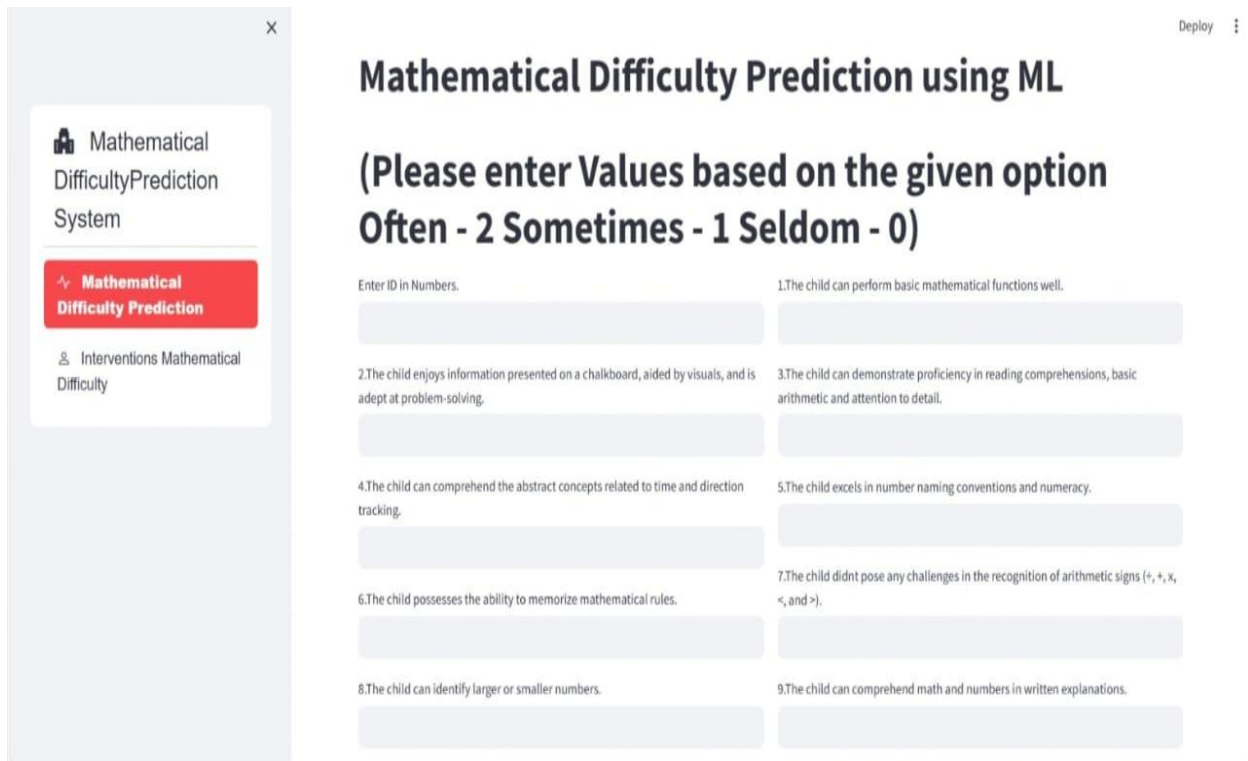 Deploy
Mathematical
DifficultyPrediction
System
Mathematical
Difficulty Prediction
Interventions Mathematical
Difficulty
Mathematical Difficulty Prediction using ML
(Please enter Values based on the given option
Often - 2 Sometimes - 1 Seldom - 0)
Enter ID in Numbers.
1.The child can perform basic mathematical functions well.
2.The child enjoys information presented on a chalkboard, aided by visuals, and is
adept at problem-solving.
3.The child can demonstrate proficiency in reading comprehensions, basic
arithmetic and attention to detail.
4.The child can comprehend the abstract concepts related to time and direction
tracking.
5.The child excels in number naming conventions and numeracy.
6.The child possesses the ability to memorize mathematical rules.
7.The child didnt pose any challenges in the recognition of arithmetic signs (+, +, x,
<, and >).
8.The child can identify larger or smaller numbers.
9.The child can comprehend math and numbers in written explanations.